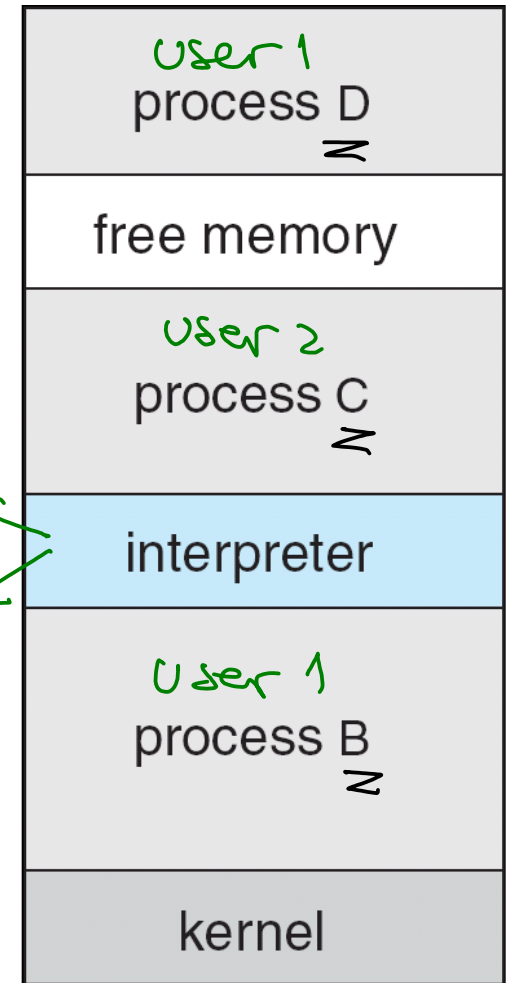 user 1
process D
free memory
user 2
process C
interpreter
user 1
process B
kernel